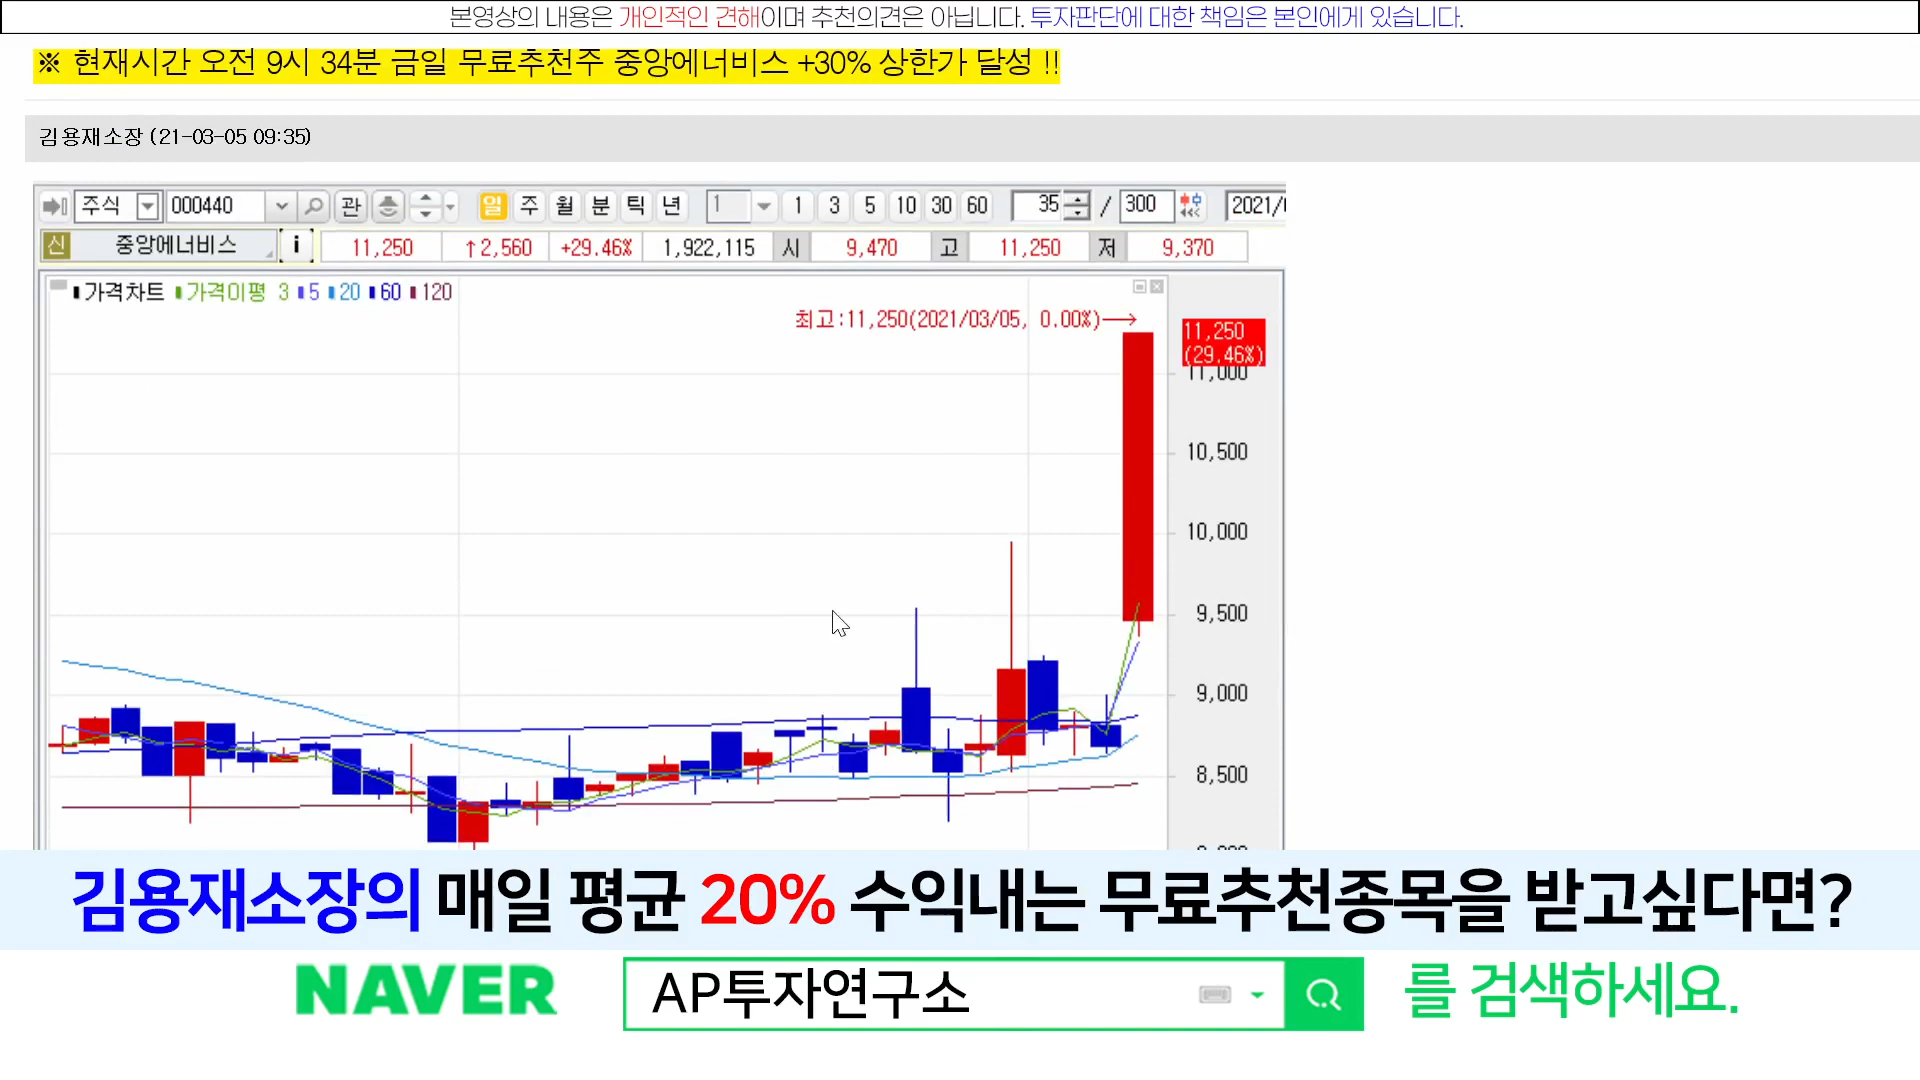 본영상의 내용은 개인적인 견해이며 추천의견은 아닙니다. 투자판단에 대한 책임은 본인에게 있습니다.
※ 현재시간 오전 9시 34분 금일 무료추천주 중앙에너비스 +30% 상한가 달성 !!
김용재소장 (21-03-05 09:35)
주식 000440 관 일 주 월 분 틱 년 1 1 3 5 10 30 60 35 / 300 2021/
신 중앙에너비스 i 11,250 ↑2,560 +29.46% 1,922,115 시 9,470 고 11,250 저 9,370
가격차트 가격이평 3 5 20 60 120
최고:11,250(2021/03/05, 0.00%)→
11,250
(29.46%)
11,000
10,500
10,000
9,500
9,000
8,500
김용재소장의 매일 평균 20% 수익내는 무료추천종목을 받고싶다면?
NAVER AP투자연구소 를 검색하세요.